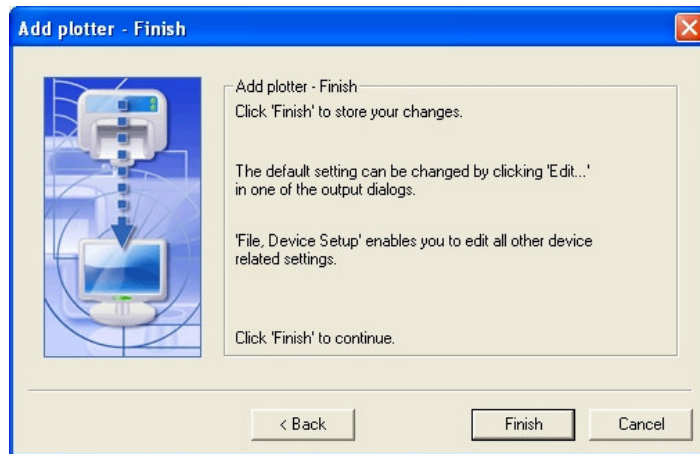 Add plotter - Finish
Add plotter - Finish
Click 'Finish' to store your changes.
The default setting can be changed by clicking 'Edit...'
in one of the output dialogs.
'File, Device Setup' enables you to edit all other device
related settings.
Click 'Finish' to continue.
< Back
Finish
Cancel